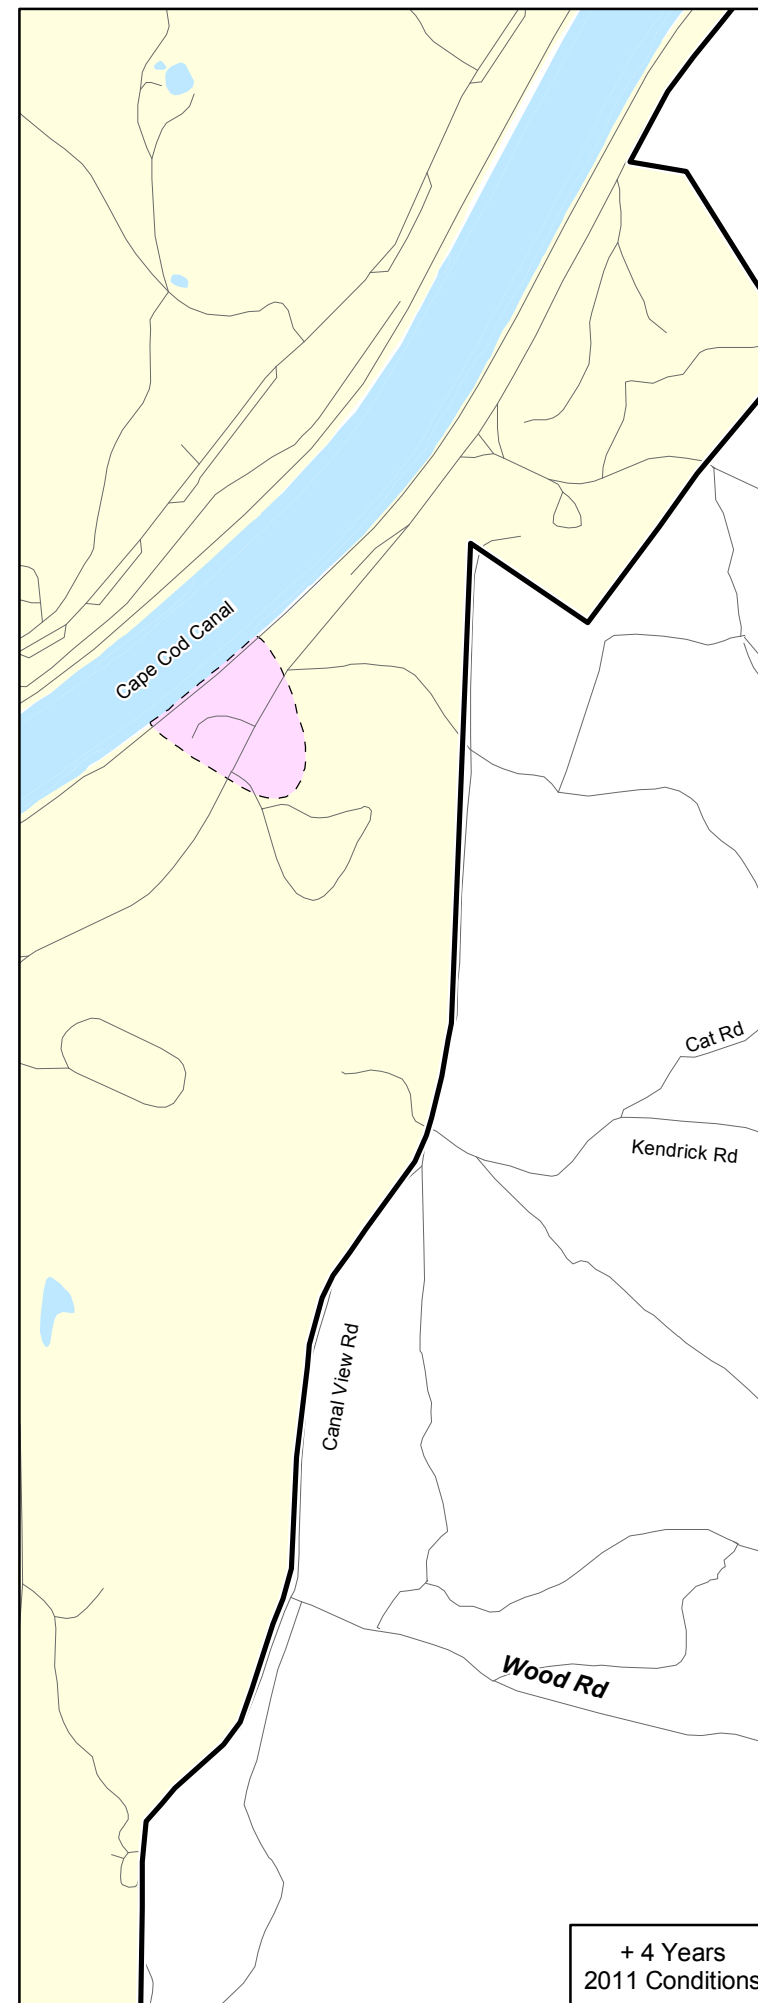 Cape Cod Canal
Cat Rd
Kendrick Rd
Canal View Rd
Wood Rd
+ 4 Years
2011 Conditions